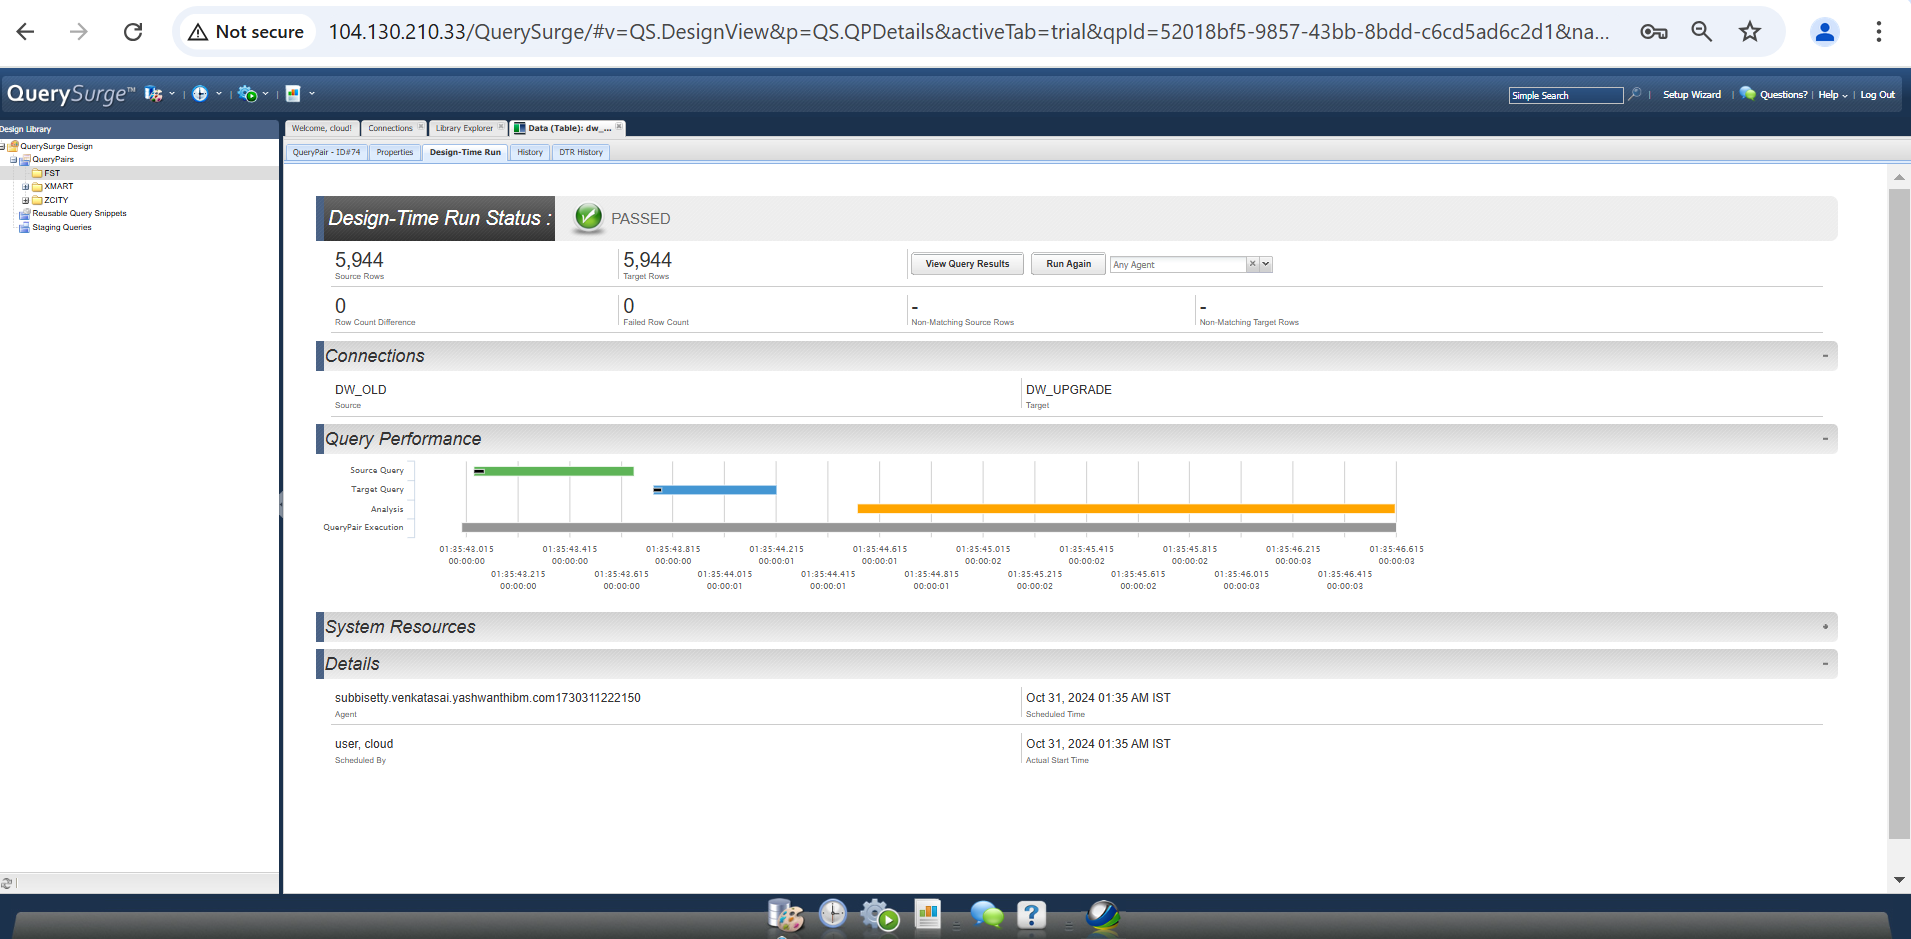 Not secure 104.130.210.33/QuerySurge/#v=QS.DesignView&p=QS.QPDetails&activeTab=trial&qpId=52018bf5-9857-43bb-8bdd-c6cd5ad6c2d1&na...
QuerySurge™ Simple Search Setup Wizard Questions? Help Log Out
Design Library
Welcome, cloud! Connections Library Explorer Data (Table): dw_...
QueryPair - ID#74 Properties Design-Time Run History DTR History
QuerySurge Design
QueryPairs
FST
XMART
ZCITY
Reusable Query Snippets
Staging Queries
Design-Time Run Status : PASSED
5,944 5,944 View Query Results Run Again Any Agent
Source Rows Target Rows
0 0 - -
Row Count Difference Failed Row Count Non-Matching Source Rows Non-Matching Target Rows
Connections -
DW_OLD DW_UPGRADE
Source Target
Query Performance -
Source Query
Target Query
Analysis
QueryPair Execution
01:35:43.015 01:35:43.415 01:35:43.815 01:35:44.215 01:35:44.615 01:35:45.015 01:35:45.415 01:35:45.815 01:35:46.215 01:35:46.615
00:00:00 00:00:00 00:00:00 00:00:01 00:00:01 00:00:02 00:00:02 00:00:02 00:00:03 00:00:03
01:35:43.215 01:35:43.615 01:35:44.015 01:35:44.415 01:35:44.815 01:35:45.215 01:35:45.615 01:35:46.015 01:35:46.415
00:00:00 00:00:00 00:00:01 00:00:01 00:00:01 00:00:02 00:00:02 00:00:03 00:00:03
System Resources
Details -
subbisetty.venkatasai.yashwanthibm.com1730311222150 Oct 31, 2024 01:35 AM IST
Agent Scheduled Time
user, cloud Oct 31, 2024 01:35 AM IST
Scheduled By Actual Start Time